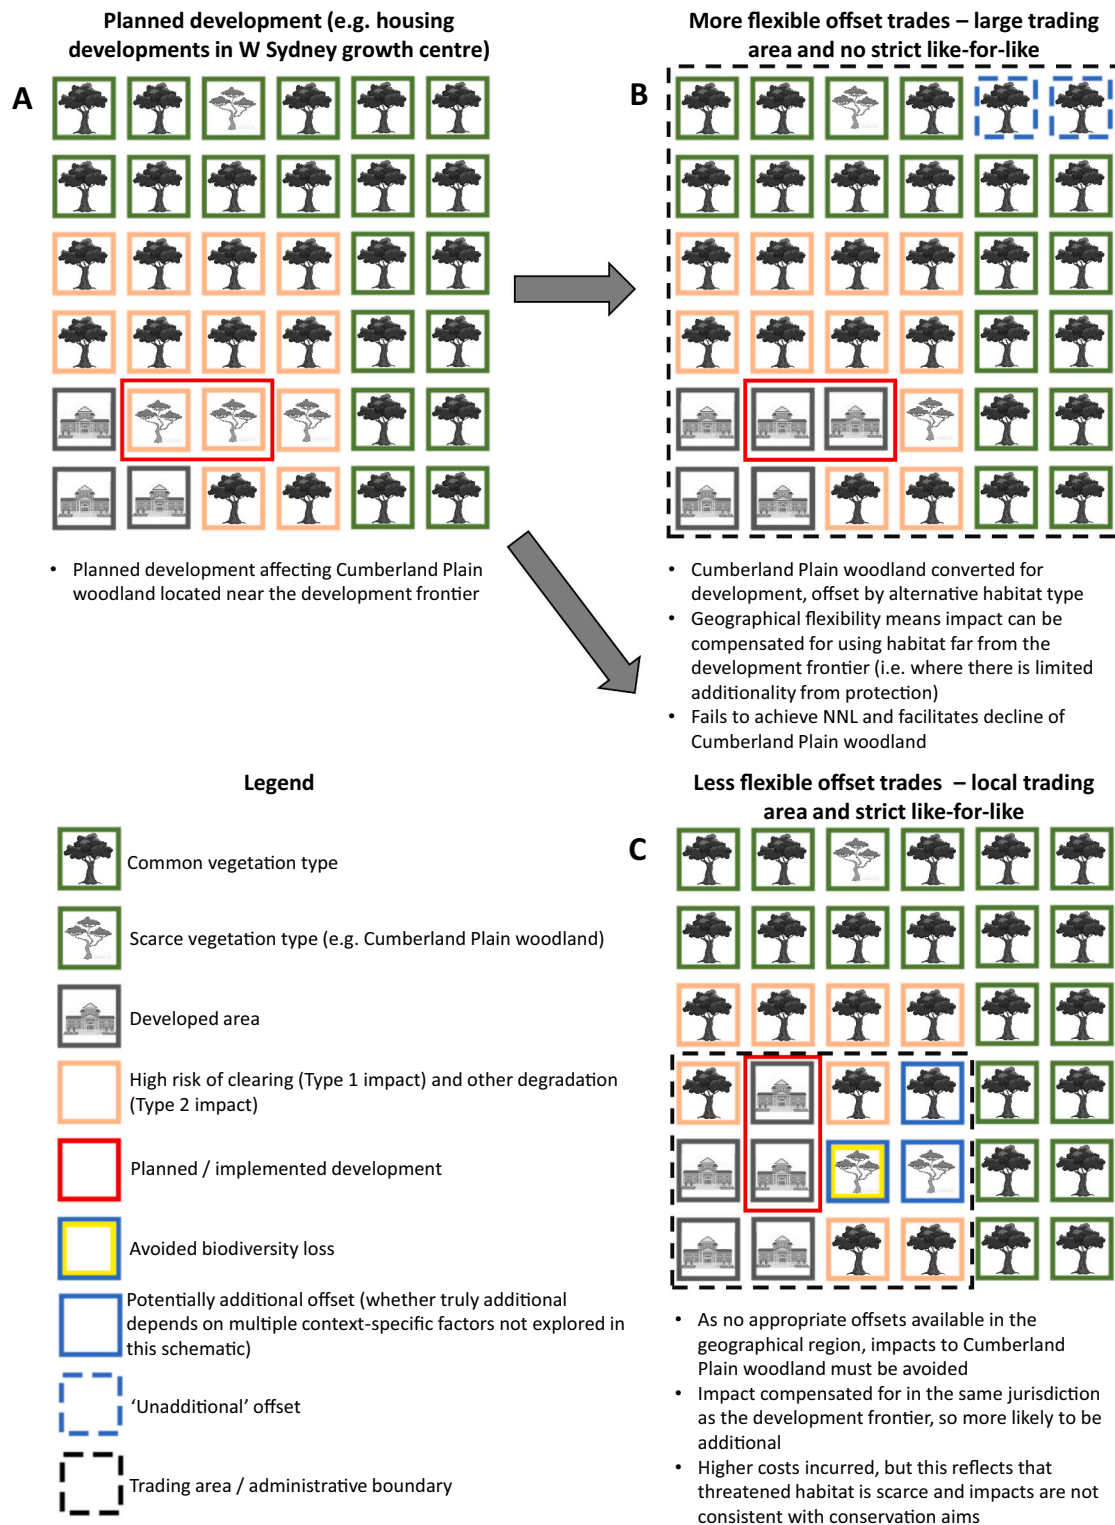 Planned development (e.g. housing
developments in W Sydney growth centre)
A
• Planned development affecting Cumberland Plain
woodland located near the development frontier
More flexible offset trades – large trading
area and no strict like-for-like
B
• Cumberland Plain woodland converted for
development, offset by alternative habitat type
• Geographical flexibility means impact can be
compensated for using habitat far from the
development frontier (i.e. where there is limited
additionality from protection)
• Fails to achieve NNL and facilitates decline of
Cumberland Plain woodland
Legend
Common vegetation type
Scarce vegetation type (e.g. Cumberland Plain woodland)
Developed area
High risk of clearing (Type 1 impact) and other degradation
(Type 2 impact)
Planned / implemented development
Avoided biodiversity loss
Potentially additional offset (whether truly additional
depends on multiple context-specific factors not explored in
this schematic)
‘Unadditional’ offset
Trading area / administrative boundary
Less flexible offset trades – local trading
area and strict like-for-like
C
• As no appropriate offsets available in the
geographical region, impacts to Cumberland
Plain woodland must be avoided
• Impact compensated for in the same jurisdiction
as the development frontier, so more likely to be
additional
• Higher costs incurred, but this reflects that
threatened habitat is scarce and impacts are not
consistent with conservation aims